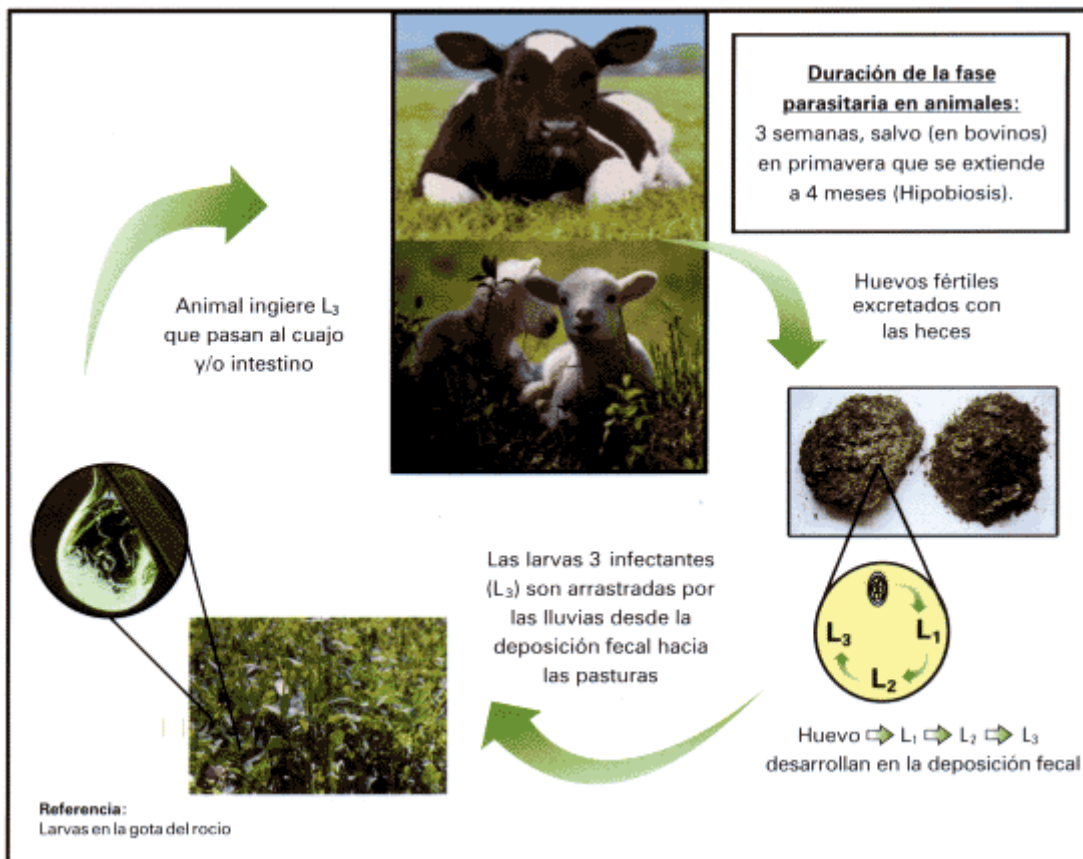 Duración de la fase
parasitaria en animales:
3 semanas, salvo (en bovinos)
en primavera que se extiende
a 4 meses (Hipobiosis).
Animal ingiere L₃
que pasan al cuajo
y/o intestino
Huevos fértiles
excretados con
las heces
Las larvas 3 infectantes
(L₃) son arrastradas por
las lluvias desde la
deposición fecal hacia
las pasturas
L₁
L₂
L₃
Huevo ⇨ L₁ ⇨ L₂ ⇨ L₃
desarrollan en la deposición fecal
Referencia:
Larvas en la gota del rocio